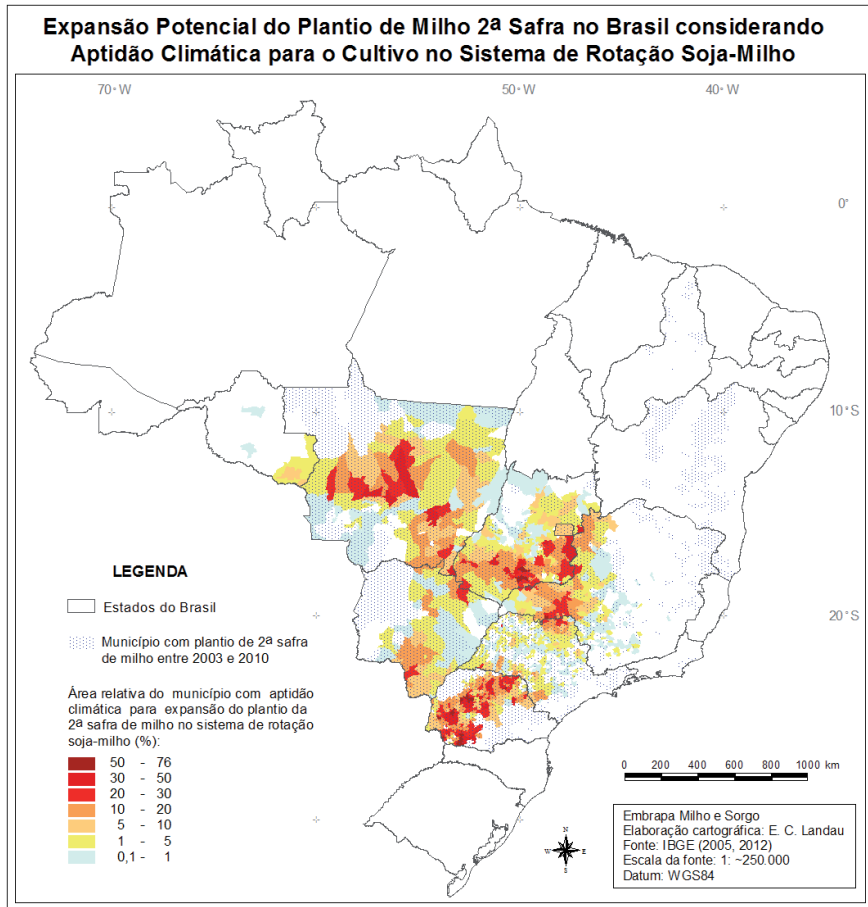 Expansão Potencial do Plantio de Milho 2ª Safra no Brasil considerando
Aptidão Climática para o Cultivo no Sistema de Rotação Soja-Milho
70° W
50° W
40° W
0°
10°S
20°S
LEGENDA
Estados do Brasil
Município com plantio de 2ª safra
de milho entre 2003 e 2010
Área relativa do município com aptidão
climática para expansão do plantio da
2ª safra de milho no sistema de rotação
soja-milho (%):
50 - 76
30 - 50
20 - 30
10 - 20
5 - 10
1 - 5
0,1 - 1
0 200 400 600 800 1000 km
N
W E
S
Embrapa Milho e Sorgo
Elaboração cartográfica: E. C. Landau
Fonte: IBGE (2005, 2012)
Escala da fonte: 1: ~250.000
Datum: WGS84